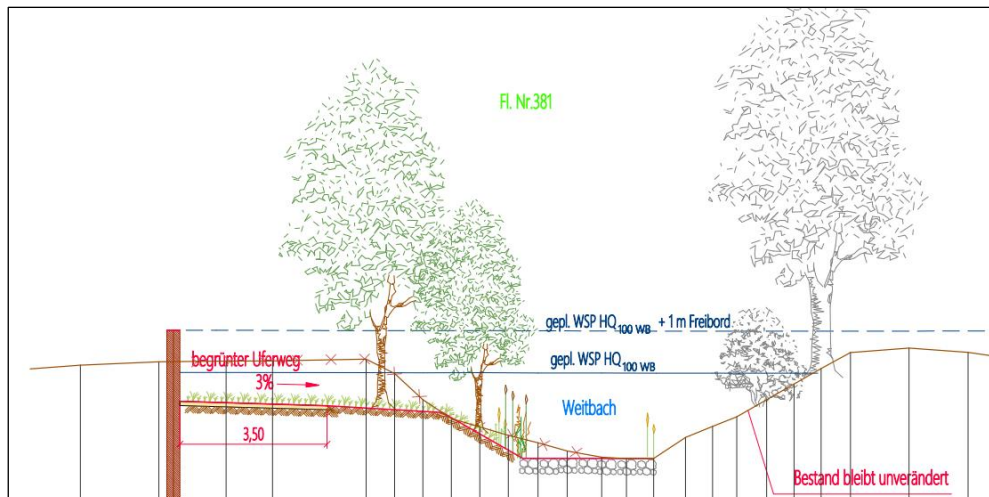 Fl. Nr.381
gepl. WSP HQ100 WB + 1 m Freibord
begrünter Uferweg
gepl. WSP HQ100 WB
3%
Weitbach
3,50
Bestand bleibt unverändert